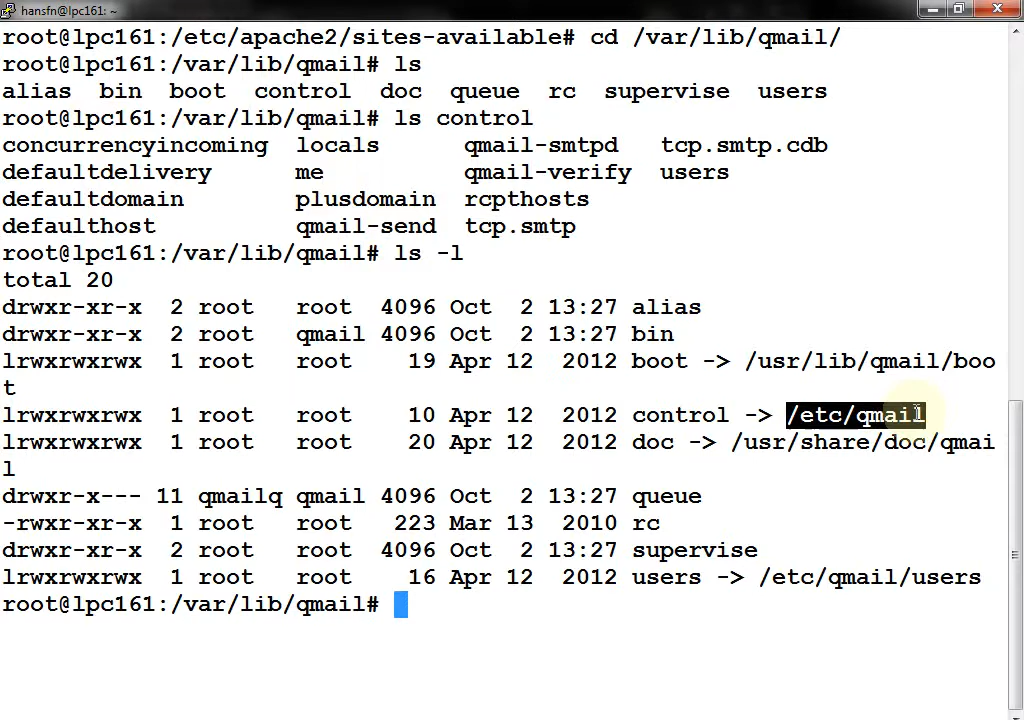 hansfn@lpc161: ~
root@lpc161:/etc/apache2/sites-available# cd /var/lib/qmail/
root@lpc161:/var/lib/qmail# ls
alias  bin  boot  control  doc  queue  rc  supervise  users
root@lpc161:/var/lib/qmail# ls control
concurrencyincoming  locals      qmail-smtpd   tcp.smtp.cdb
defaultdelivery      me          qmail-verify  users
defaultdomain        plusdomain  rcpthosts
defaulthost          qmail-send  tcp.smtp
root@lpc161:/var/lib/qmail# ls -l
total 20
drwxr-xr-x  2 root   root  4096 Oct  2 13:27 alias
drwxr-xr-x  2 root   qmail 4096 Oct  2 13:27 bin
lrwxrwxrwx  1 root   root    19 Apr 12  2012 boot -> /usr/lib/qmail/boo
t
lrwxrwxrwx  1 root   root    10 Apr 12  2012 control -> /etc/qmail
lrwxrwxrwx  1 root   root    20 Apr 12  2012 doc -> /usr/share/doc/qmai
l
drwxr-x--- 11 qmailq qmail 4096 Oct  2 13:27 queue
-rwxr-xr-x  1 root   root   223 Mar 13  2010 rc
drwxr-xr-x  2 root   root  4096 Oct  2 13:27 supervise
lrwxrwxrwx  1 root   root    16 Apr 12  2012 users -> /etc/qmail/users
root@lpc161:/var/lib/qmail#